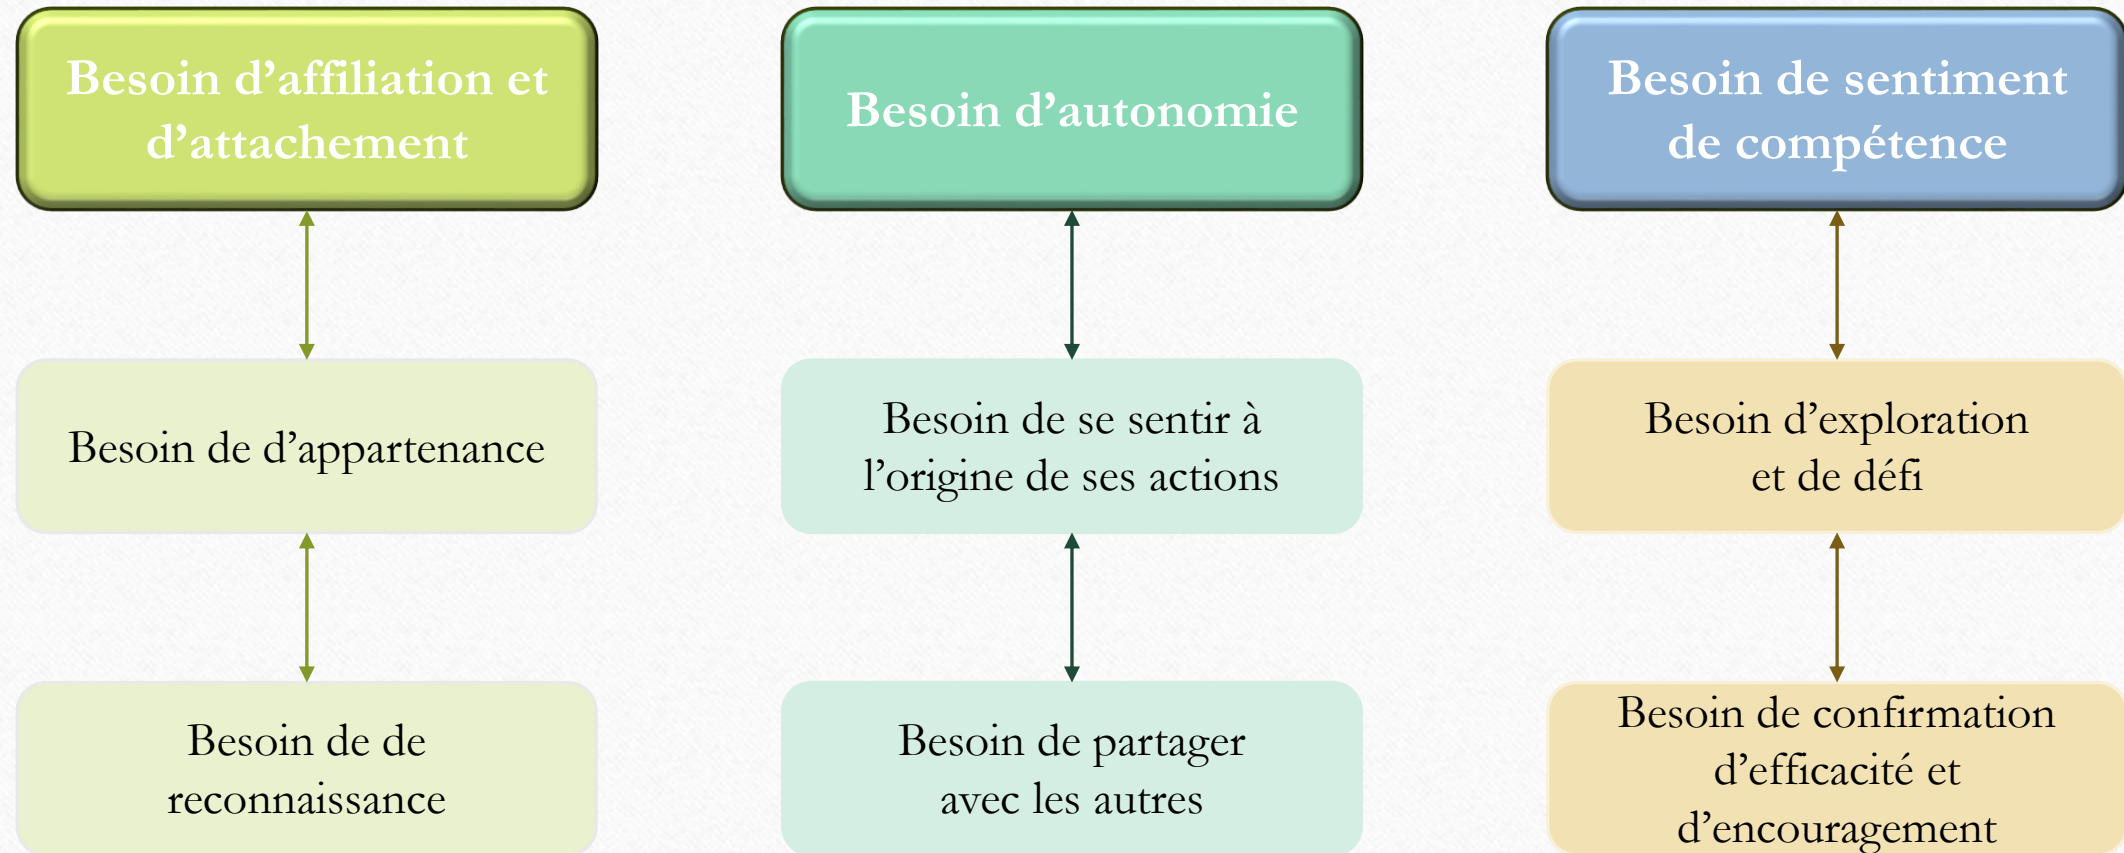 Besoin d’affiliation et
d’attachement
Besoin d’autonomie
Besoin de sentiment
de compétence
Besoin de d’appartenance
Besoin de se sentir à
l’origine de ses actions
Besoin d’exploration
et de défi
Besoin de de
reconnaissance
Besoin de partager
avec les autres
Besoin de confirmation
d’efficacité et
d’encouragement